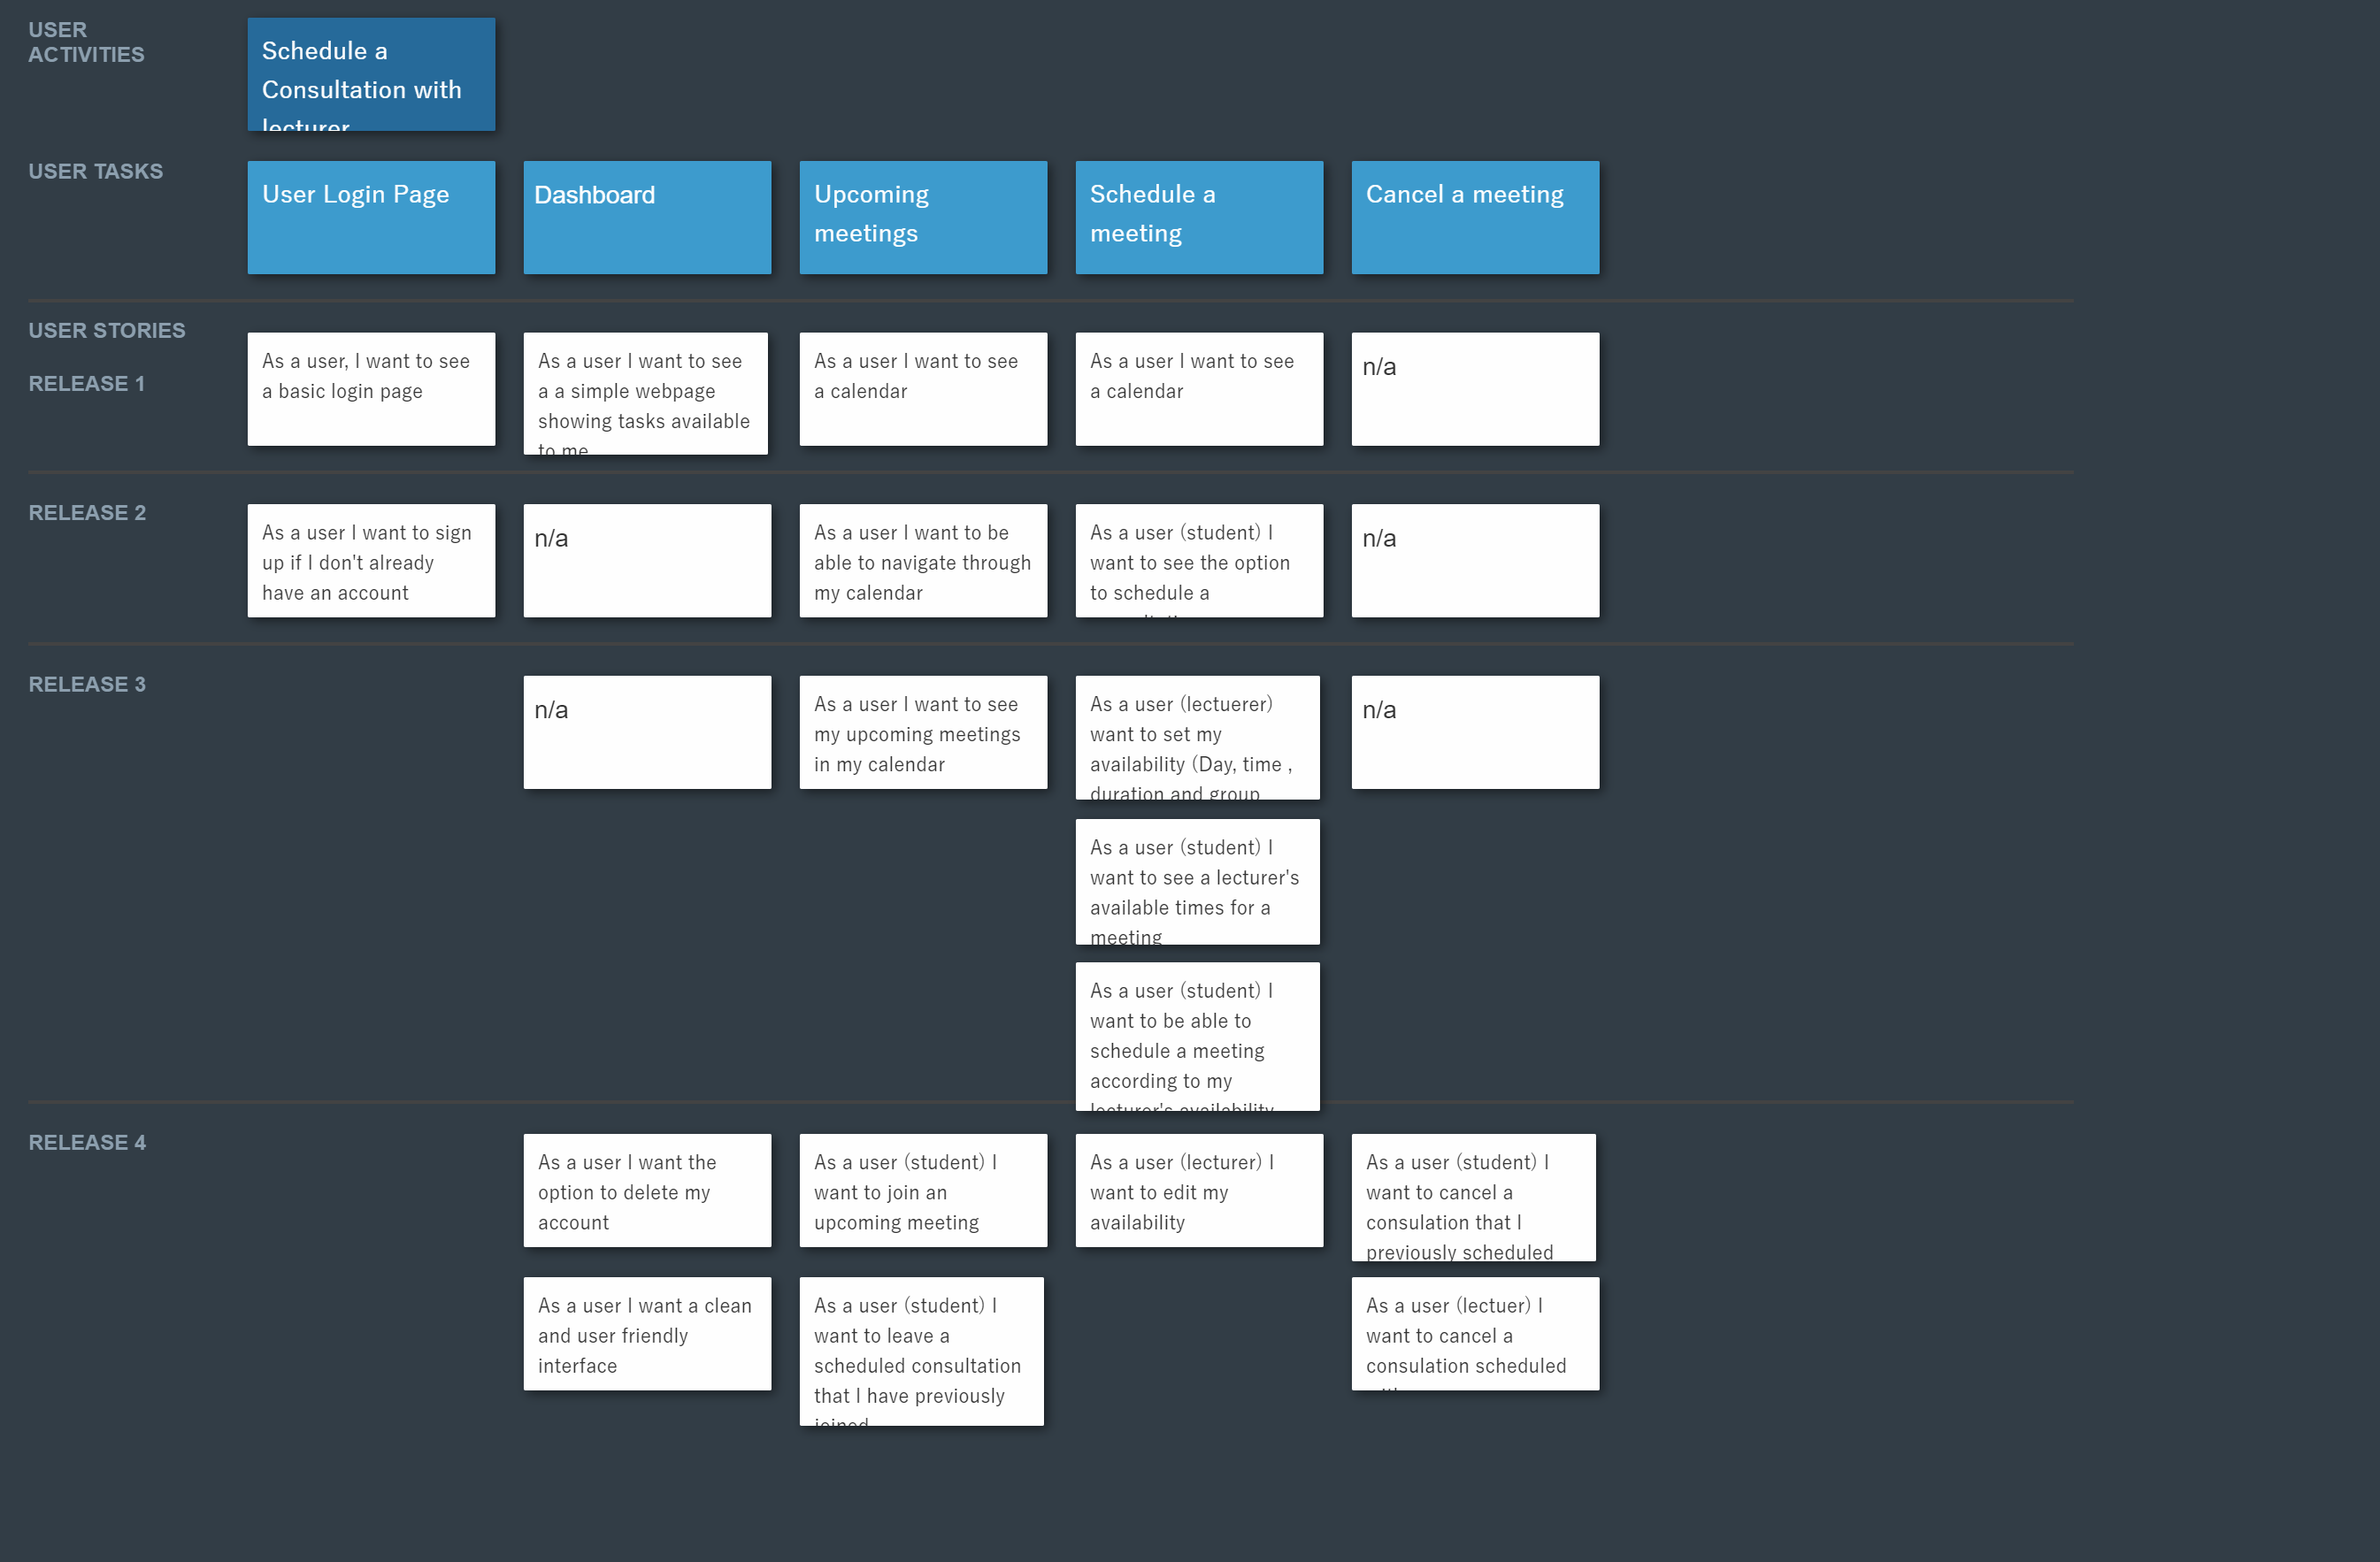 USER
ACTIVITIES
Schedule a
Consultation with
lecturer
USER TASKS
User Login Page
Dashboard
Upcoming
meetings
Schedule a
meeting
Cancel a meeting
USER STORIES
RELEASE 1
As a user, I want to see
a basic login page
As a user I want to see
a a simple webpage
showing tasks available
to me
As a user I want to see
a calendar
As a user I want to see
a calendar
n/a
RELEASE 2
As a user I want to sign
up if I don't already
have an account
n/a
As a user I want to be
able to navigate through
my calendar
As a user (student) I
want to see the option
to schedule a
n/a
RELEASE 3
n/a
As a user I want to see
my upcoming meetings
in my calendar
As a user (lectuerer)
want to set my
availability (Day, time ,
duration and group
As a user (student) I
want to see a lecturer's
available times for a
meeting
As a user (student) I
want to be able to
schedule a meeting
according to my
lecturer's availability
n/a
RELEASE 4
As a user I want the
option to delete my
account
As a user I want a clean
and user friendly
interface
As a user (student) I
want to join an
upcoming meeting
As a user (student) I
want to leave a
scheduled consultation
that I have previously
joined
As a user (lecturer) I
want to edit my
availability
As a user (student) I
want to cancel a
consulation that I
previously scheduled
As a user (lectuer) I
want to cancel a
consulation scheduled